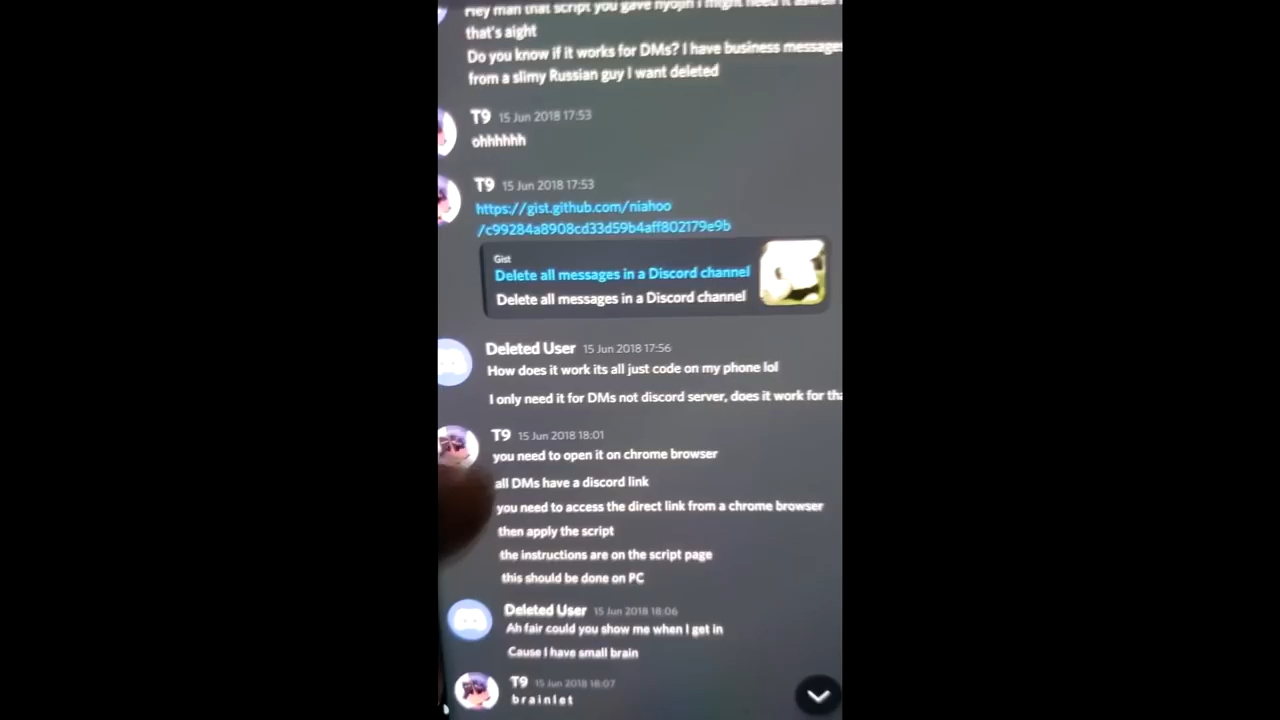 Hey man that script you gave hyojin I might need it aswell
that's aight
Do you know if it works for DMs? I have business message
from a slimy Russian guy I want deleted
T9 15 Jun 2018 17:53
ohhhhhh
T9 15 Jun 2018 17:53
https://gist.github.com/niahoo
/c99284a8908cd33d59b4aff802179e9b
Gist
Delete all messages in a Discord channel
Delete all messages in a Discord channel
Deleted User 15 Jun 2018 17:56
How does it work its all just code on my phone lol
I only need it for DMs not discord server, does it work for
T9 15 Jun 2018 18:01
you need to open it on chrome browser
all DMs have a discord link
you need to access the direct link from a chrome browser
then apply the script
the instructions are on the script page
this should be done on PC
Deleted User 15 Jun 2018 18:06
Ah fair could you show me when I get in
Cause I have small brain
T9 15 Jun 2018 18:07
b r a i n l e t